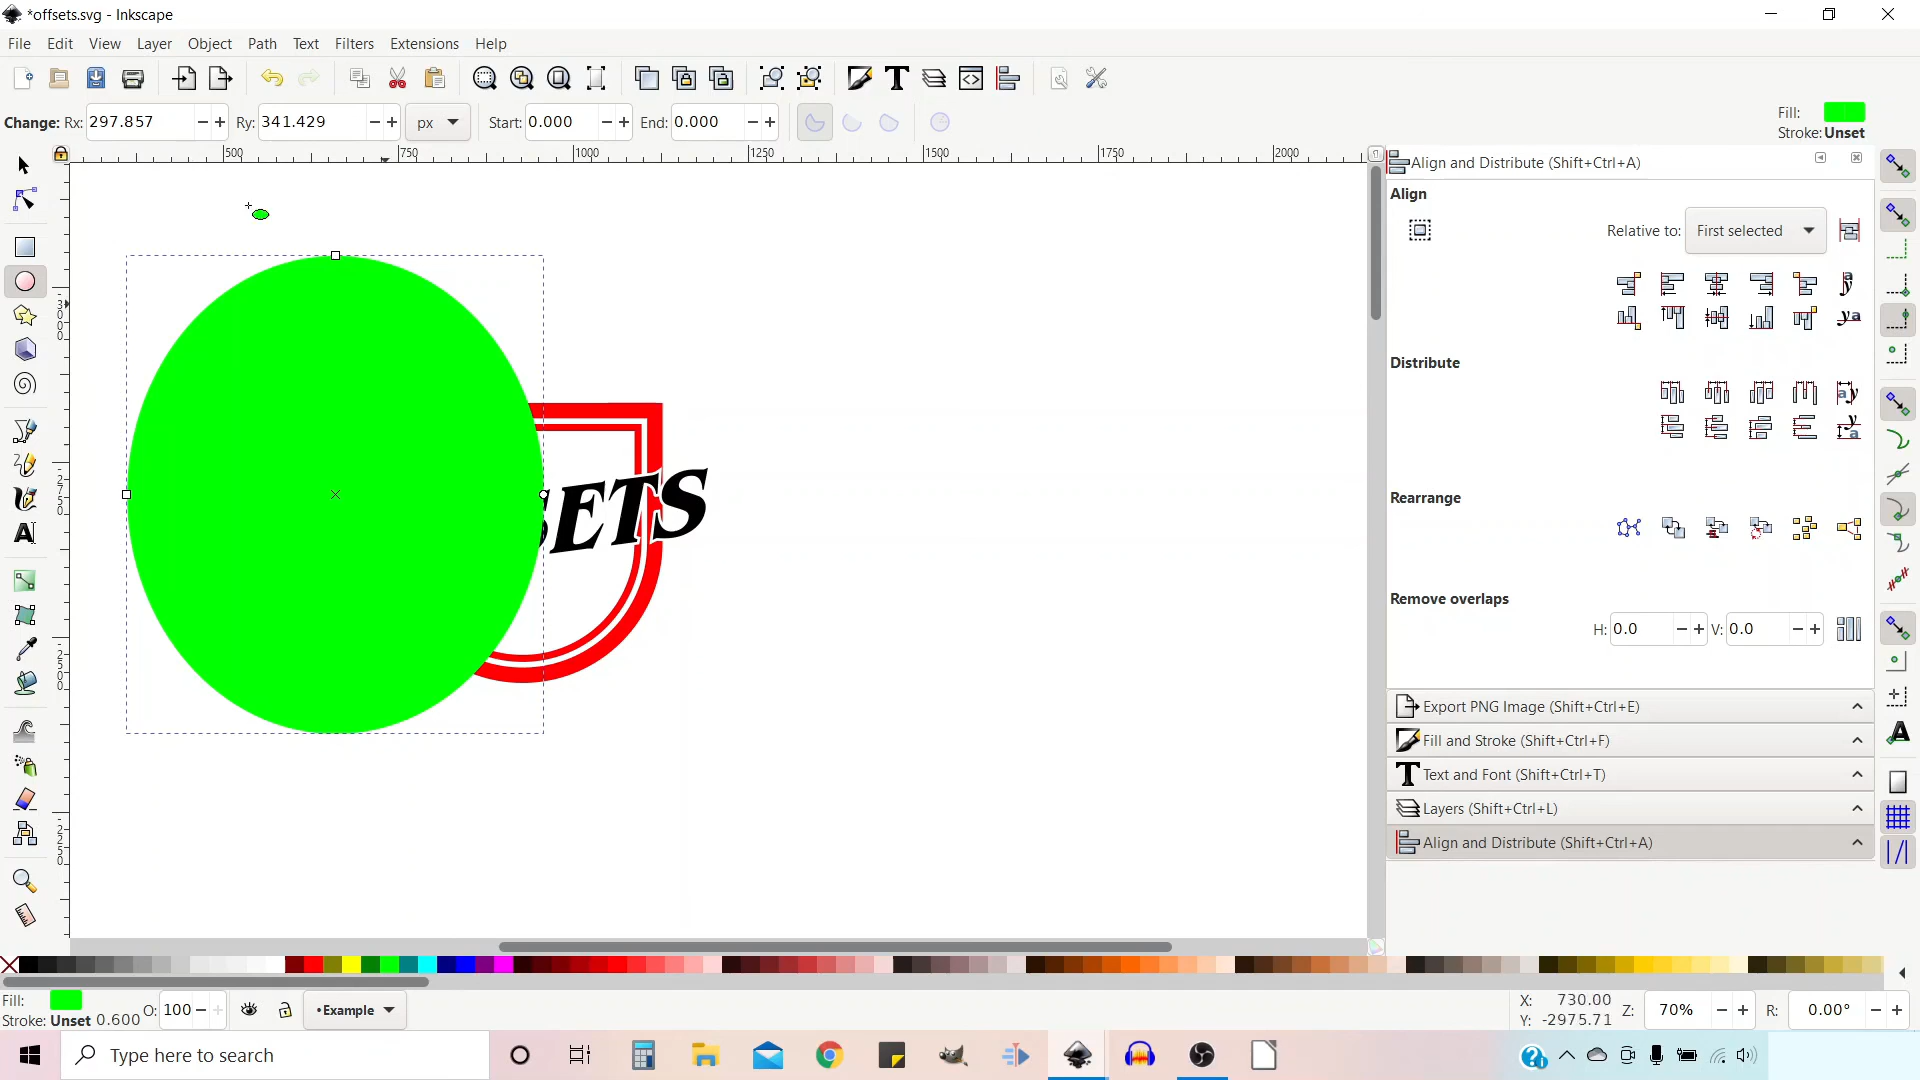 *offsets.svg - Inkscape
File Edit View Layer Object Path Text Filters Extensions Help
Change: Rx: 297.857 Ry: 341.429 px Start: 0.000 End: 0.000
Fill:
Stroke: Unset
500 750 1000 1250 1500 1750 2000
Align and Distribute (Shift+Ctrl+A)
Align
Relative to: First selected
Distribute
SETS
Rearrange
Remove overlaps
H: 0.0 V: 0.0
Export PNG Image (Shift+Ctrl+E)
Fill and Stroke (Shift+Ctrl+F)
Text and Font (Shift+Ctrl+T)
Layers (Shift+Ctrl+L)
Align and Distribute (Shift+Ctrl+A)
Fill:
Stroke: Unset 0.600 O: 100 •Example
X: 730.00
Y: -2975.71
Z: 70% R: 0.00°
Type here to search